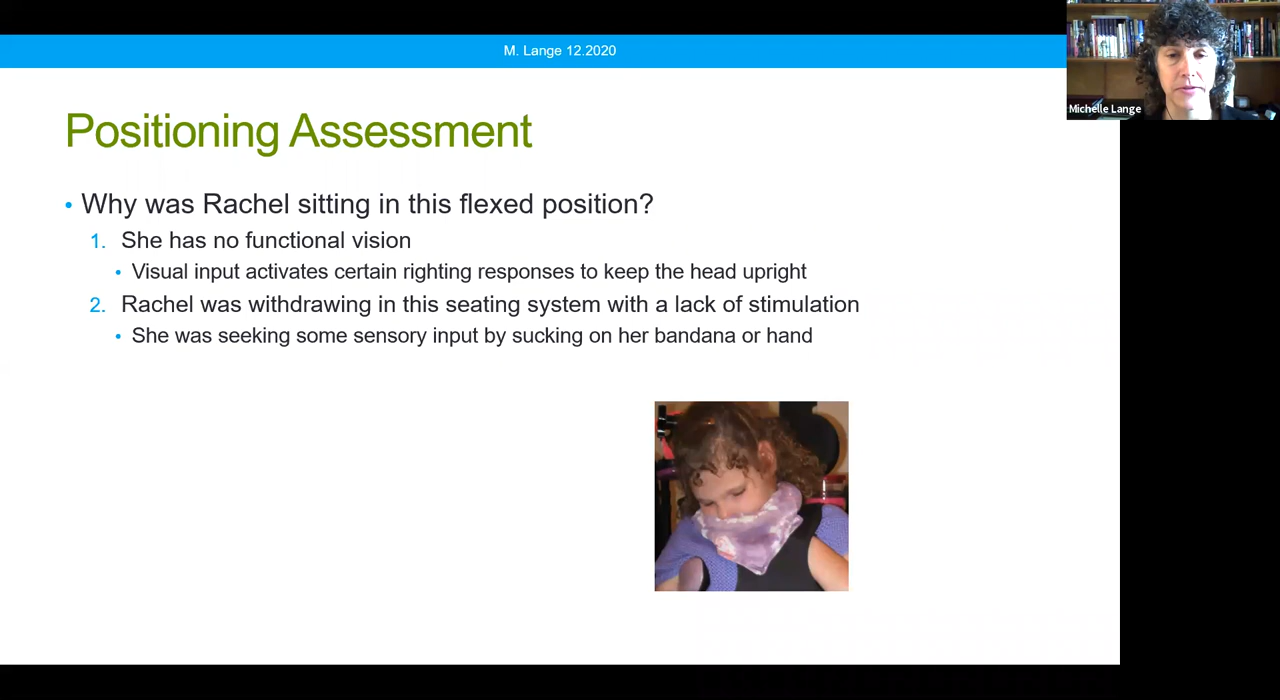 M. Lange 12.2020
Michelle Lange
Positioning Assessment
• Why was Rachel sitting in this flexed position?
1. She has no functional vision
• Visual input activates certain righting responses to keep the head upright
2. Rachel was withdrawing in this seating system with a lack of stimulation
• She was seeking some sensory input by sucking on her bandana or hand